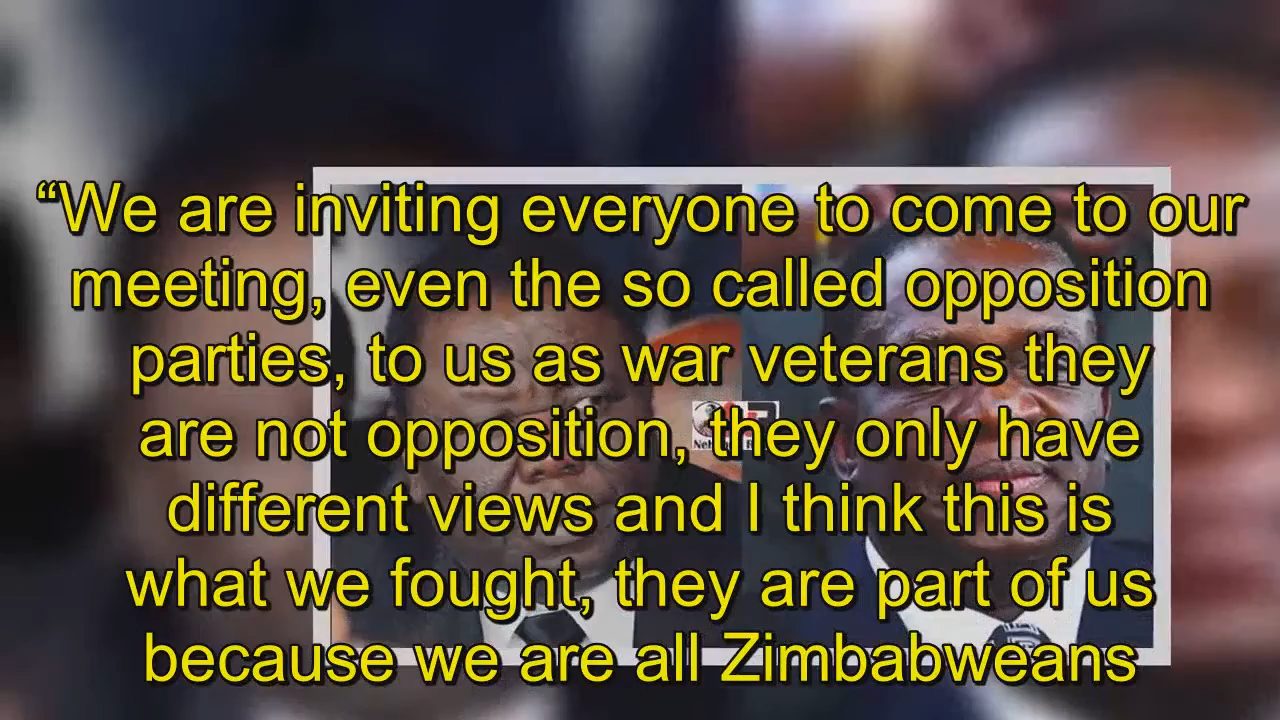 “We are inviting everyone to come to our
meeting, even the so called opposition
parties, to us as war veterans they
are not opposition, they only have
different views and I think this is
what we fought, they are part of us
because we are all Zimbabweans